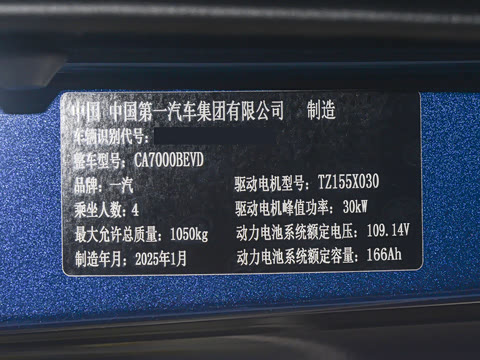 中国 中国第一汽车集团有限公司 制造
车辆识别代号:
整车型号: CA7000BEVD
品牌: 一汽 驱动电机型号: TZ155X030
乘坐人数: 4 驱动电机峰值功率: 30kW
最大允许总质量: 1050kg 动力电池系统额定电压: 109.14V
制造年月: 2025年1月 动力电池系统额定容量: 166Ah